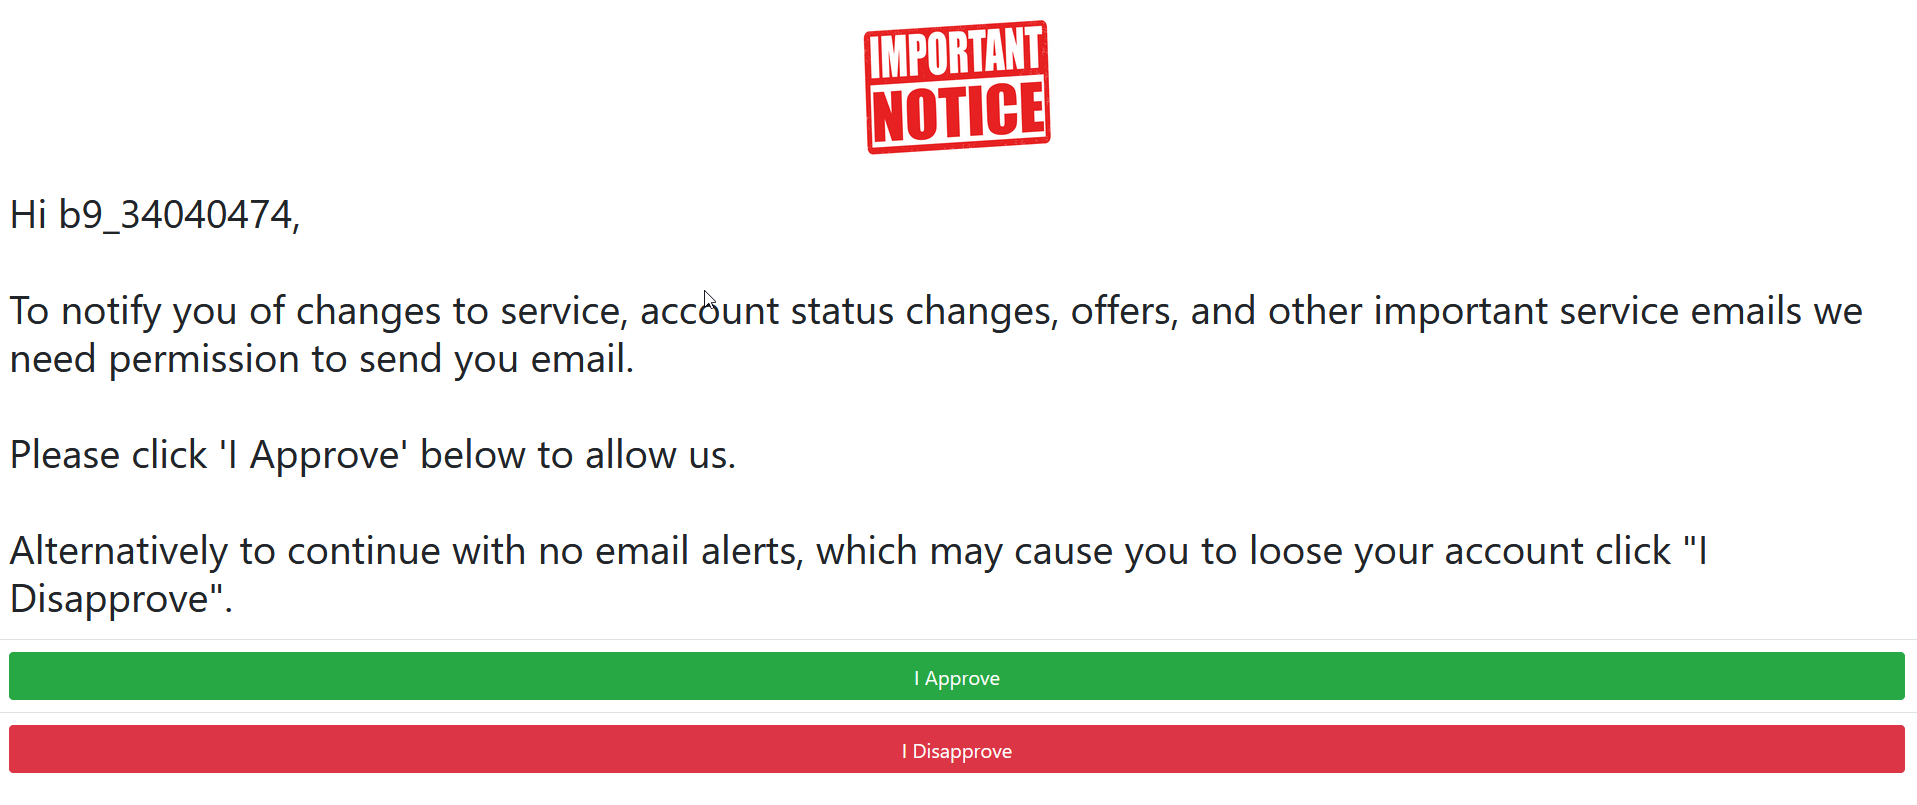 IMPORTANT
NOTICE
Hi b9_34040474,
To notify you of changes to service, account status changes, offers, and other important service emails we
need permission to send you email.
Please click 'I Approve' below to allow us.
Alternatively to continue with no email alerts, which may cause you to loose your account click "I
Disapprove".
I Approve
I Disapprove